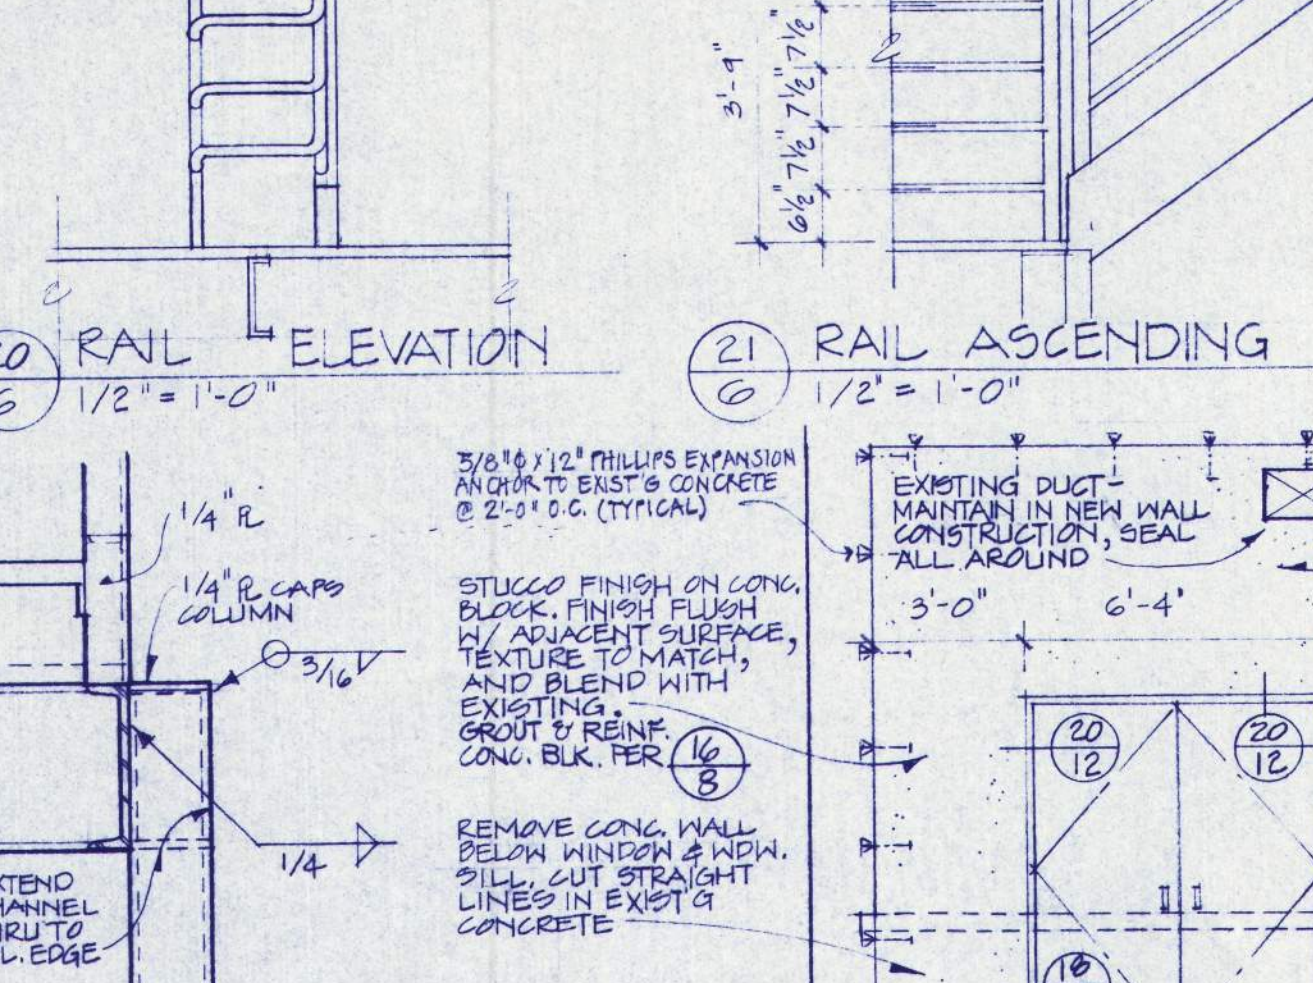 3'-9"
6½" 7½" 7½" 7½"
20
6
RAIL ELEVATION
1/2" = 1'-0"
21
6
RAIL ASCENDING
1/2" = 1'-0"
1/4" PL
1/4" PL CAPS
COLUMN
3/16
1/4
XTEND
HANNEL
HRU TO
L. EDGE
5/8"φ x 12" PHILLIPS EXPANSION
ANCHOR TO EXIST'G CONCRETE
@ 2'-0" O.C. (TYPICAL)
STUCCO FINISH ON CONC.
BLOCK. FINISH FLUSH
W/ ADJACENT SURFACE,
TEXTURE TO MATCH,
AND BLEND WITH
EXISTING.
GROUT & REINF.
CONC. BLK. PER
16
8
REMOVE CONC. WALL
BELOW WINDOW & WDW.
SILL. CUT STRAIGHT
LINES IN EXIST'G
CONCRETE
EXISTING DUCT-
MAINTAIN IN NEW WALL
CONSTRUCTION, SEAL
ALL AROUND
3'-0" 6'-4"
20
12
20
12
18